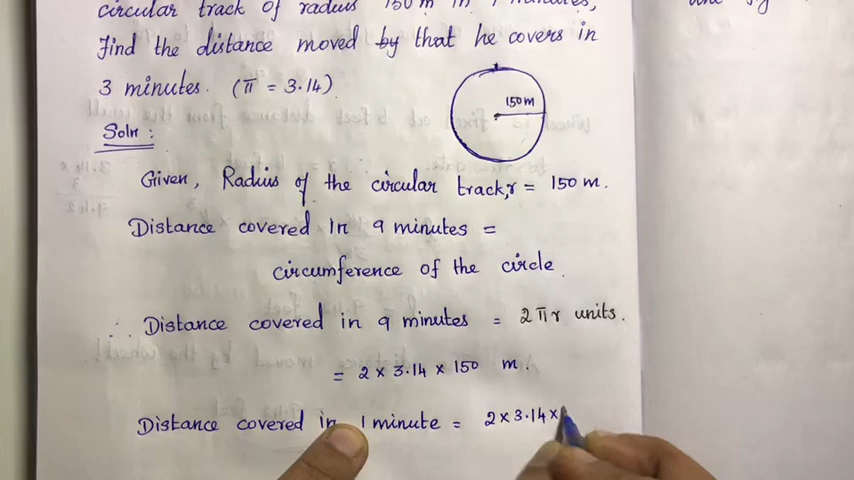 circular track of radius 150 m in 9 minutes,
Find the distance moved by that he covers in
3 minutes. (π = 3.14)
150 m
Soln :
Given, Radius of the circular track, r = 150 m.
Distance covered in 9 minutes =
circumference of the circle.
∴ Distance covered in 9 minutes = 2πr units.
= 2 × 3.14 × 150 m.
Distance covered in 1 minute = 2 × 3.14 ×